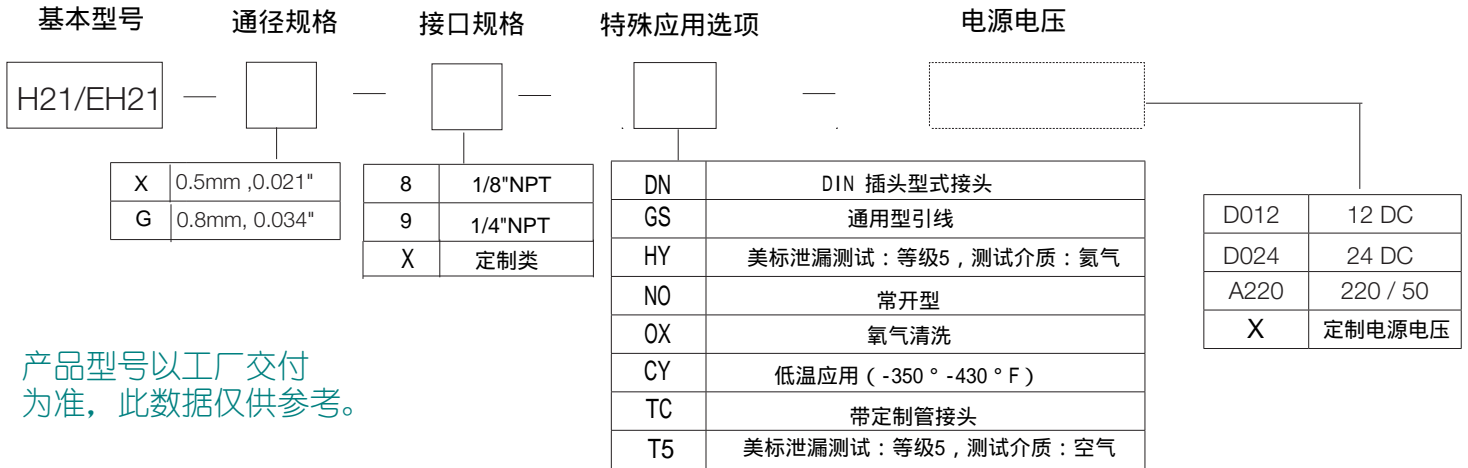 基本型号 通径规格 接口规格 特殊应用选项 电源电压
H21/EH21 — — — —
X 0.5mm ,0.021"
G 0.8mm, 0.034"
8 1/8"NPT
9 1/4"NPT
X 定制类
DN DIN 插头型式接头
GS 通用型引线
HY 美标泄漏测试：等级5，测试介质：氦气
NO 常开型
OX 氧气清洗
CY 低温应用（-350 ° -430 ° F）
TC 带定制管接头
T5 美标泄漏测试：等级5，测试介质：空气
D012 12 DC
D024 24 DC
A220 220 / 50
X 定制电源电压
产品型号以工厂交付
为准，此数据仅供参考。